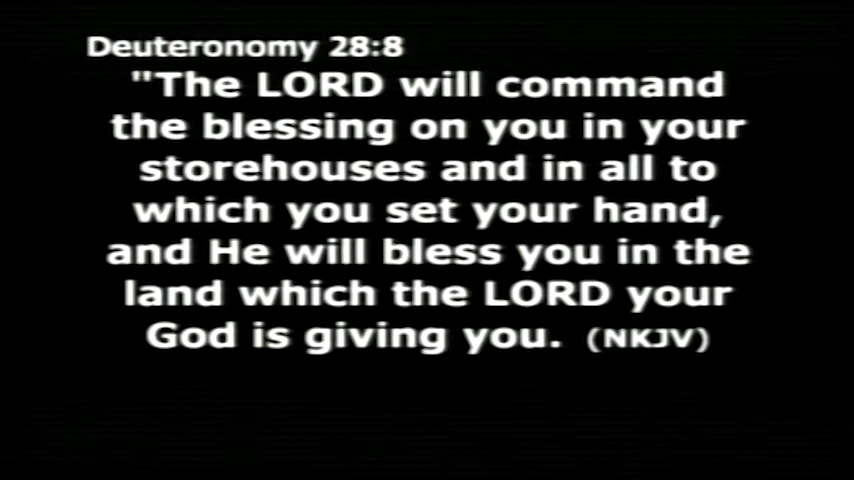 Deuteronomy 28:8
"The LORD will command
the blessing on you in your
storehouses and in all to
which you set your hand,
and He will bless you in the
land which the LORD your
God is giving you. (NKJV)